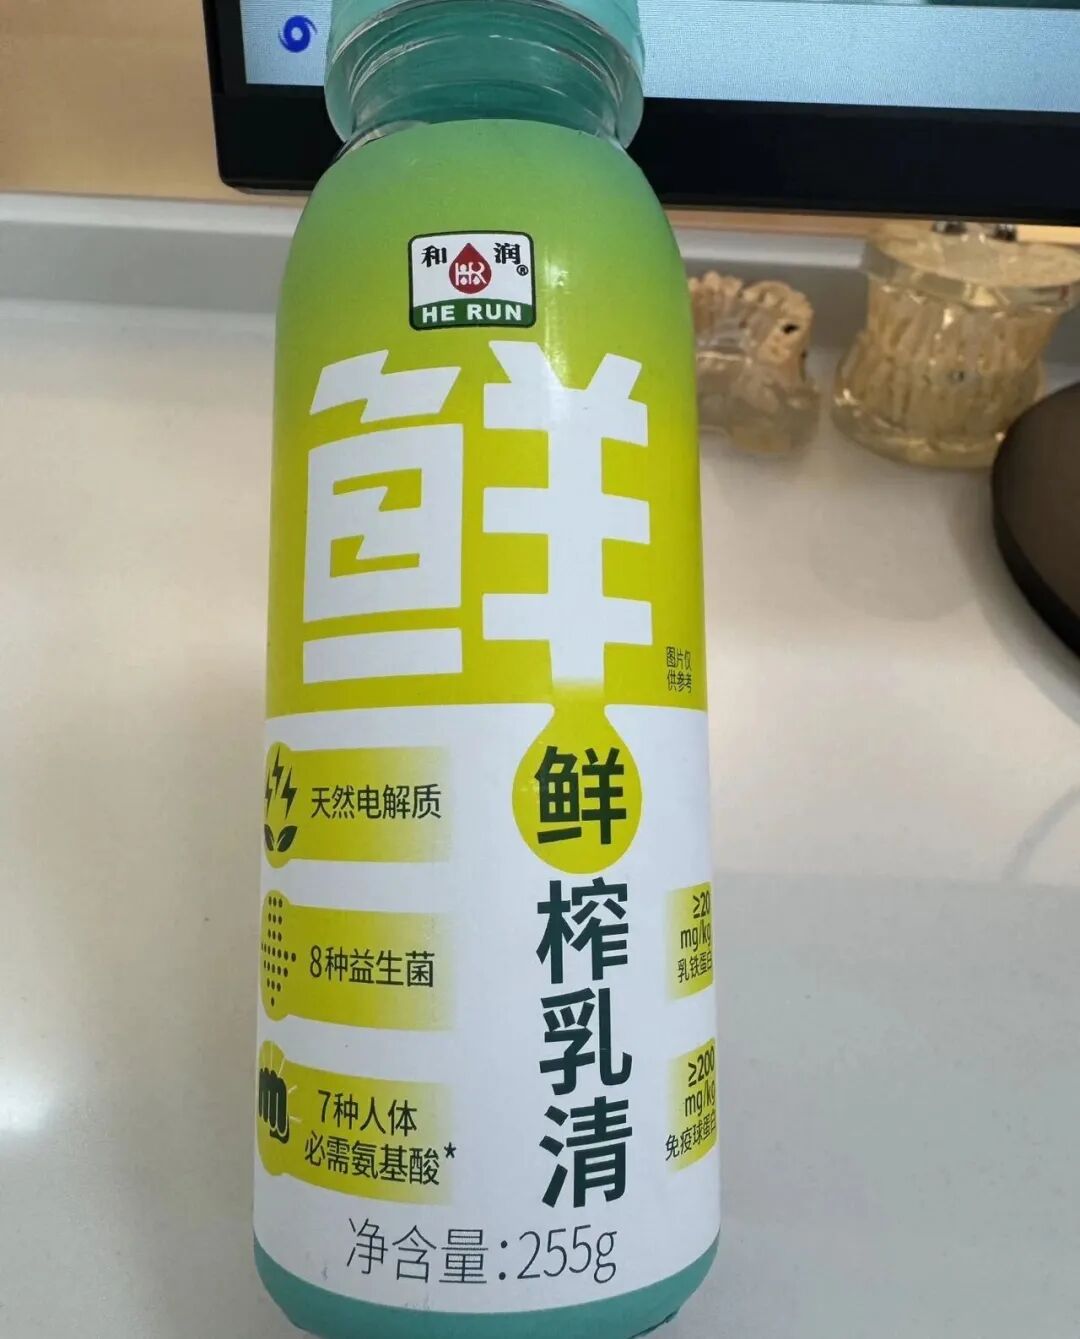 和润®
HE RUN
鲜
图片仅
供参考
鲜榨乳清
天然电解质
8种益生菌
7种人体
必需氨基酸*
≥20
mg/kg
乳铁蛋白
≥200
mg/kg
免疫球蛋白
净含量:255g